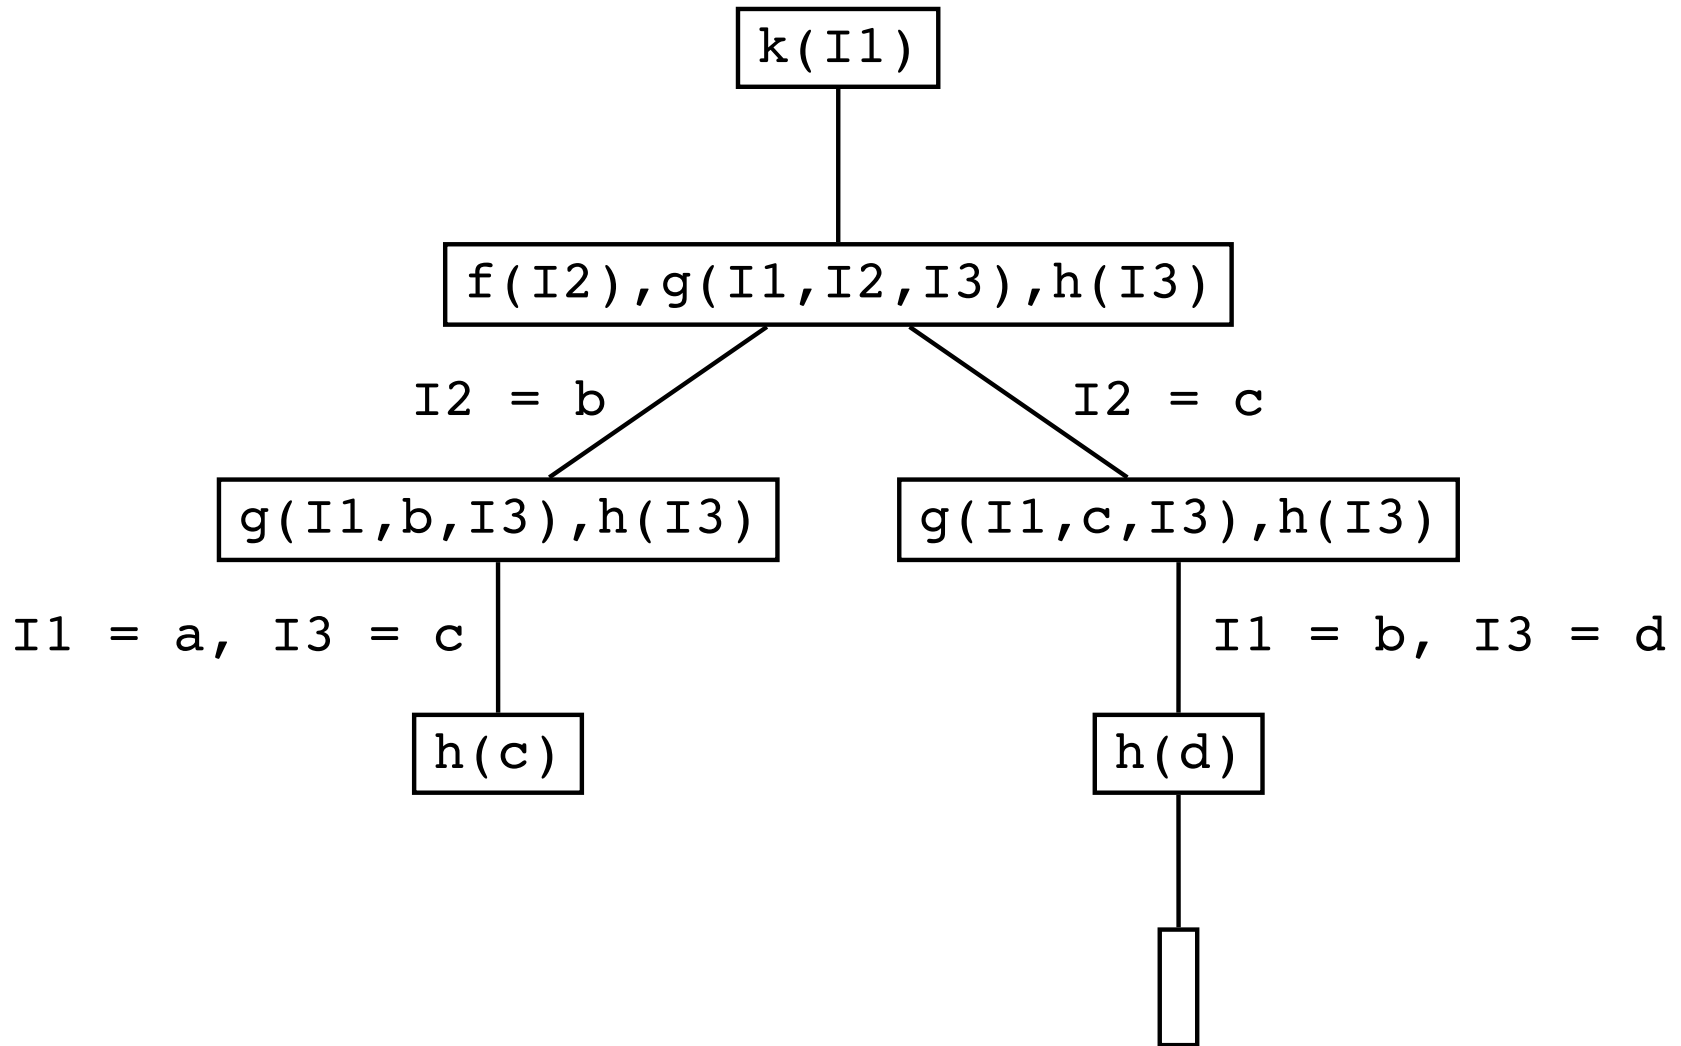 k(I1)
f(I2),g(I1,I2,I3),h(I3)
I2 = b
I2 = c
g(I1,b,I3),h(I3)
g(I1,c,I3),h(I3)
I1 = a, I3 = c
I1 = b, I3 = d
h(c)
h(d)